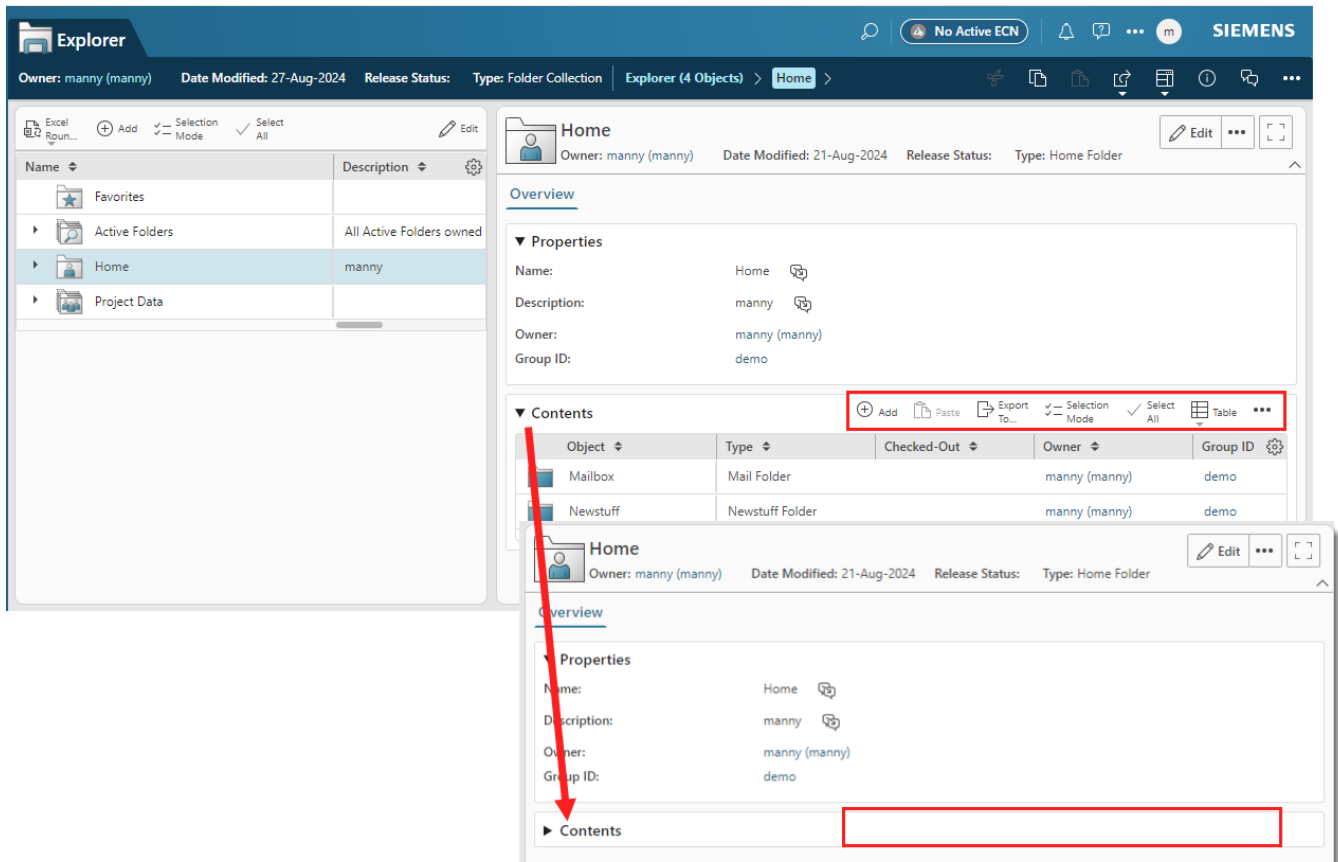 Explorer
No Active ECN
m
SIEMENS
Owner: manny (manny) Date Modified: 27-Aug-2024 Release Status: Type: Folder Collection Explorer (4 Objects) > Home >
Excel Roun... Add Selection Mode Select All Edit
Name Description
Favorites
Active Folders All Active Folders owned
Home manny
Project Data
Home
Owner: manny (manny) Date Modified: 21-Aug-2024 Release Status: Type: Home Folder
Edit
Overview
Properties
Name: Home
Description: manny
Owner: manny (manny)
Group ID: demo
Contents
Add Paste Export To... Selection Mode Select All Table
Object Type Checked-Out Owner Group ID
Mailbox Mail Folder manny (manny) demo
Newstuff Newstuff Folder manny (manny) demo
Home
Owner: manny (manny) Date Modified: 21-Aug-2024 Release Status: Type: Home Folder
Edit
Overview
Properties
Name: Home
Description: manny
Owner: manny (manny)
Group ID: demo
Contents